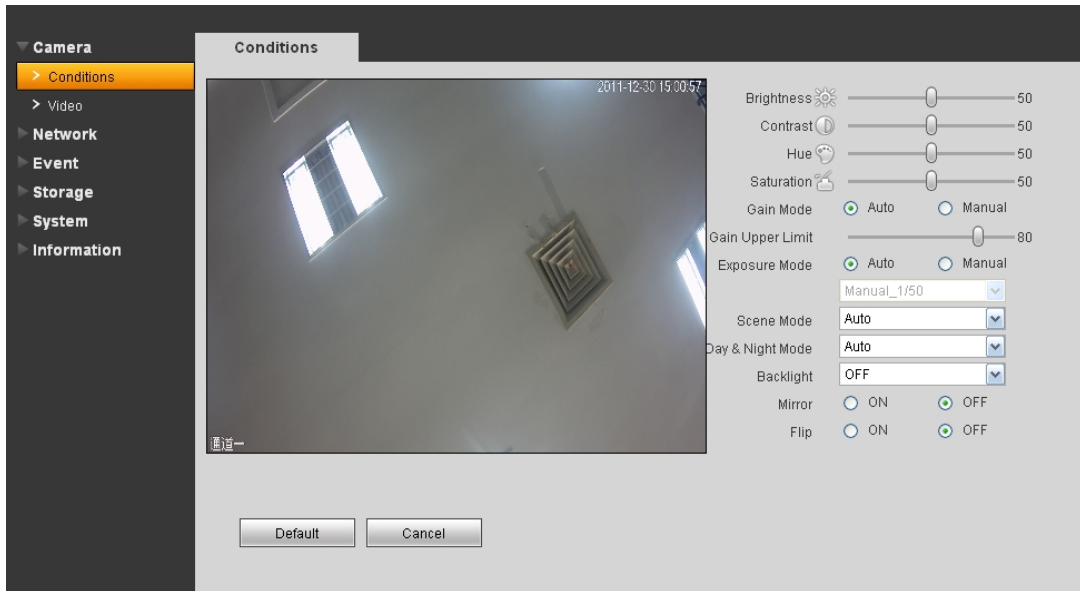 Camera
Conditions
Video
Network
Event
Storage
System
Information
Conditions
2011-12-30 15:00:57
通道一
Brightness 50
Contrast 50
Hue 50
Saturation 50
Gain Mode Auto Manual
Gain Upper Limit 80
Exposure Mode Auto Manual
Manual_1/50
Scene Mode Auto
Day & Night Mode Auto
Backlight OFF
Mirror ON OFF
Flip ON OFF
Default Cancel